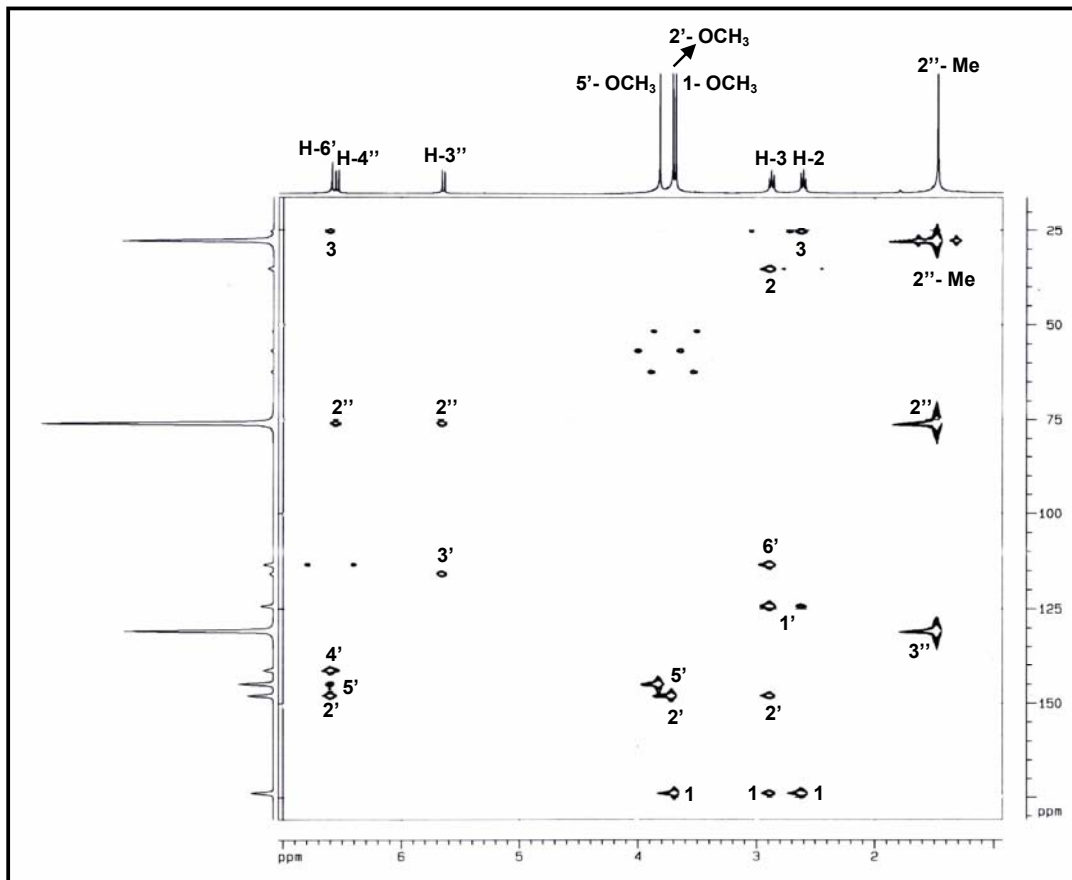 2’- OCH₃
5’- OCH₃ 1- OCH₃ 2’’- Me
H-6’ H-4’’ H-3’’ H-3 H-2
25
3 3
2 2’’- Me
50
2’’ 2’’ 2’’
75
100
3’ 6’
125
1’
3’’
4’
5’ 5’
2’ 2’ 2’
150
1 1 1
ppm
ppm 6 5 4 3 2